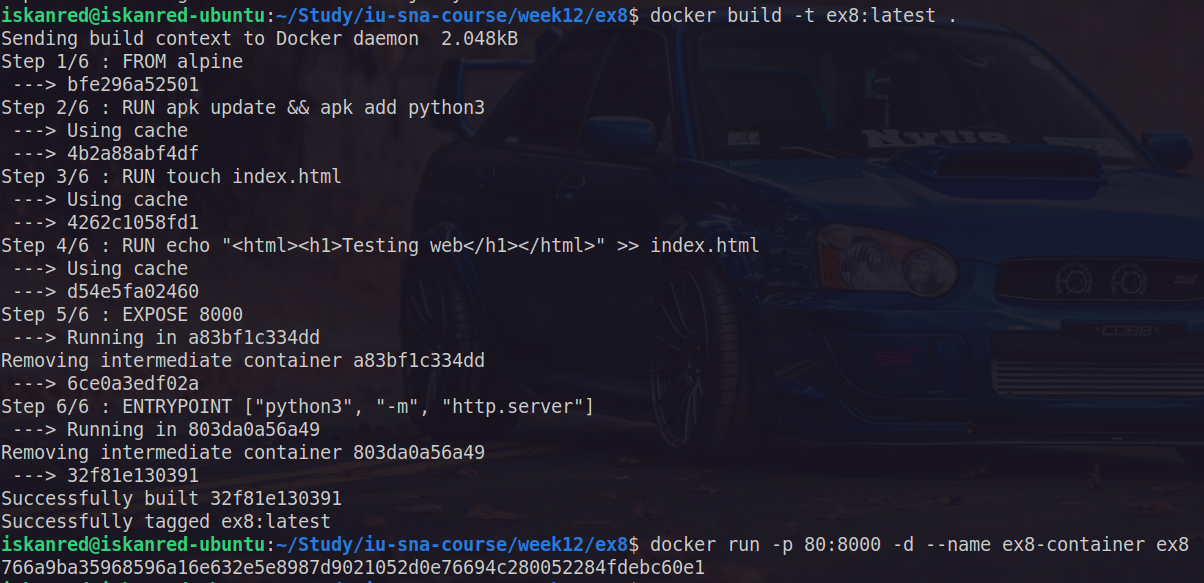 iskanred@iskanred-ubuntu:~/Study/iu-sna-course/week12/ex8$ docker build -t ex8:latest .
Sending build context to Docker daemon  2.048kB
Step 1/6 : FROM alpine
 ---> bfe296a52501
Step 2/6 : RUN apk update && apk add python3
 ---> Using cache
 ---> 4b2a88abf4df
Step 3/6 : RUN touch index.html
 ---> Using cache
 ---> 4262c1058fd1
Step 4/6 : RUN echo "<html><h1>Testing web</h1></html>" >> index.html
 ---> Using cache
 ---> d54e5fa02460
Step 5/6 : EXPOSE 8000
 ---> Running in a83bf1c334dd
Removing intermediate container a83bf1c334dd
 ---> 6ce0a3edf02a
Step 6/6 : ENTRYPOINT ["python3", "-m", "http.server"]
 ---> Running in 803da0a56a49
Removing intermediate container 803da0a56a49
 ---> 32f81e130391
Successfully built 32f81e130391
Successfully tagged ex8:latest
iskanred@iskanred-ubuntu:~/Study/iu-sna-course/week12/ex8$ docker run -p 80:8000 -d --name ex8-container ex8
766a9ba35968596a16e632e5e8987d9021052d0e76694c280052284fdebc60e1
COBB